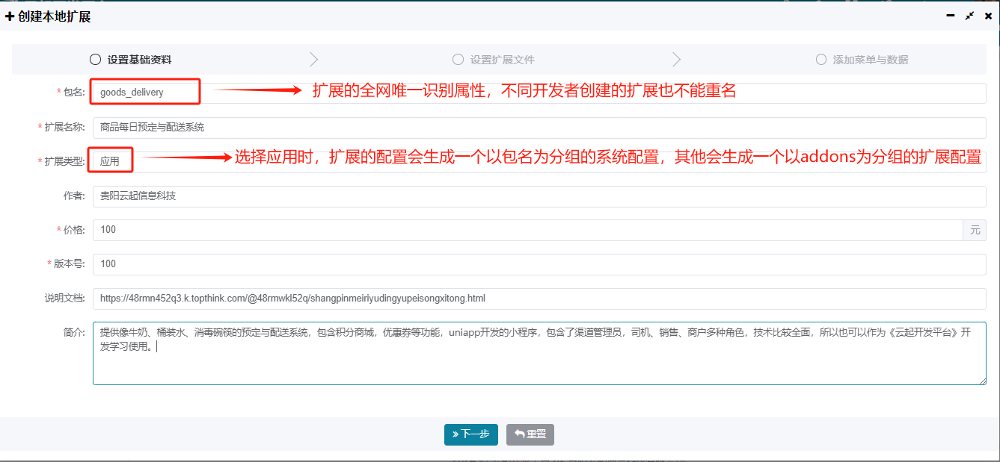 创建本地扩展
设置基础资料 设置扩展文件 添加菜单与数据
* 包名: goods_delivery 扩展的全网唯一识别属性，不同开发者创建的扩展也不能重名
* 扩展名称: 商品每日预定与配送系统
* 扩展类型: 应用 选择应用时，扩展的配置会生成一个以包名为分组的系统配置，其他会生成一个以addons为分组的扩展配置
作者: 贵阳云起信息科技
* 价格: 100 元
* 版本号: 100
说明文档: https://48rmn452q3.k.topthink.com/@48rmwkl52q/shangpinmeiriyudingyupeisongxitong.html
简介: 提供像牛奶、桶装水、消毒碗筷的预定与配送系统，包含积分商城，优惠券等功能，uniapp开发的小程序，包含了渠道管理员，司机、销售、商户多种角色，技术比较全面，所以也可以作为《云起开发平台》开
发学习使用。
下一步 重置